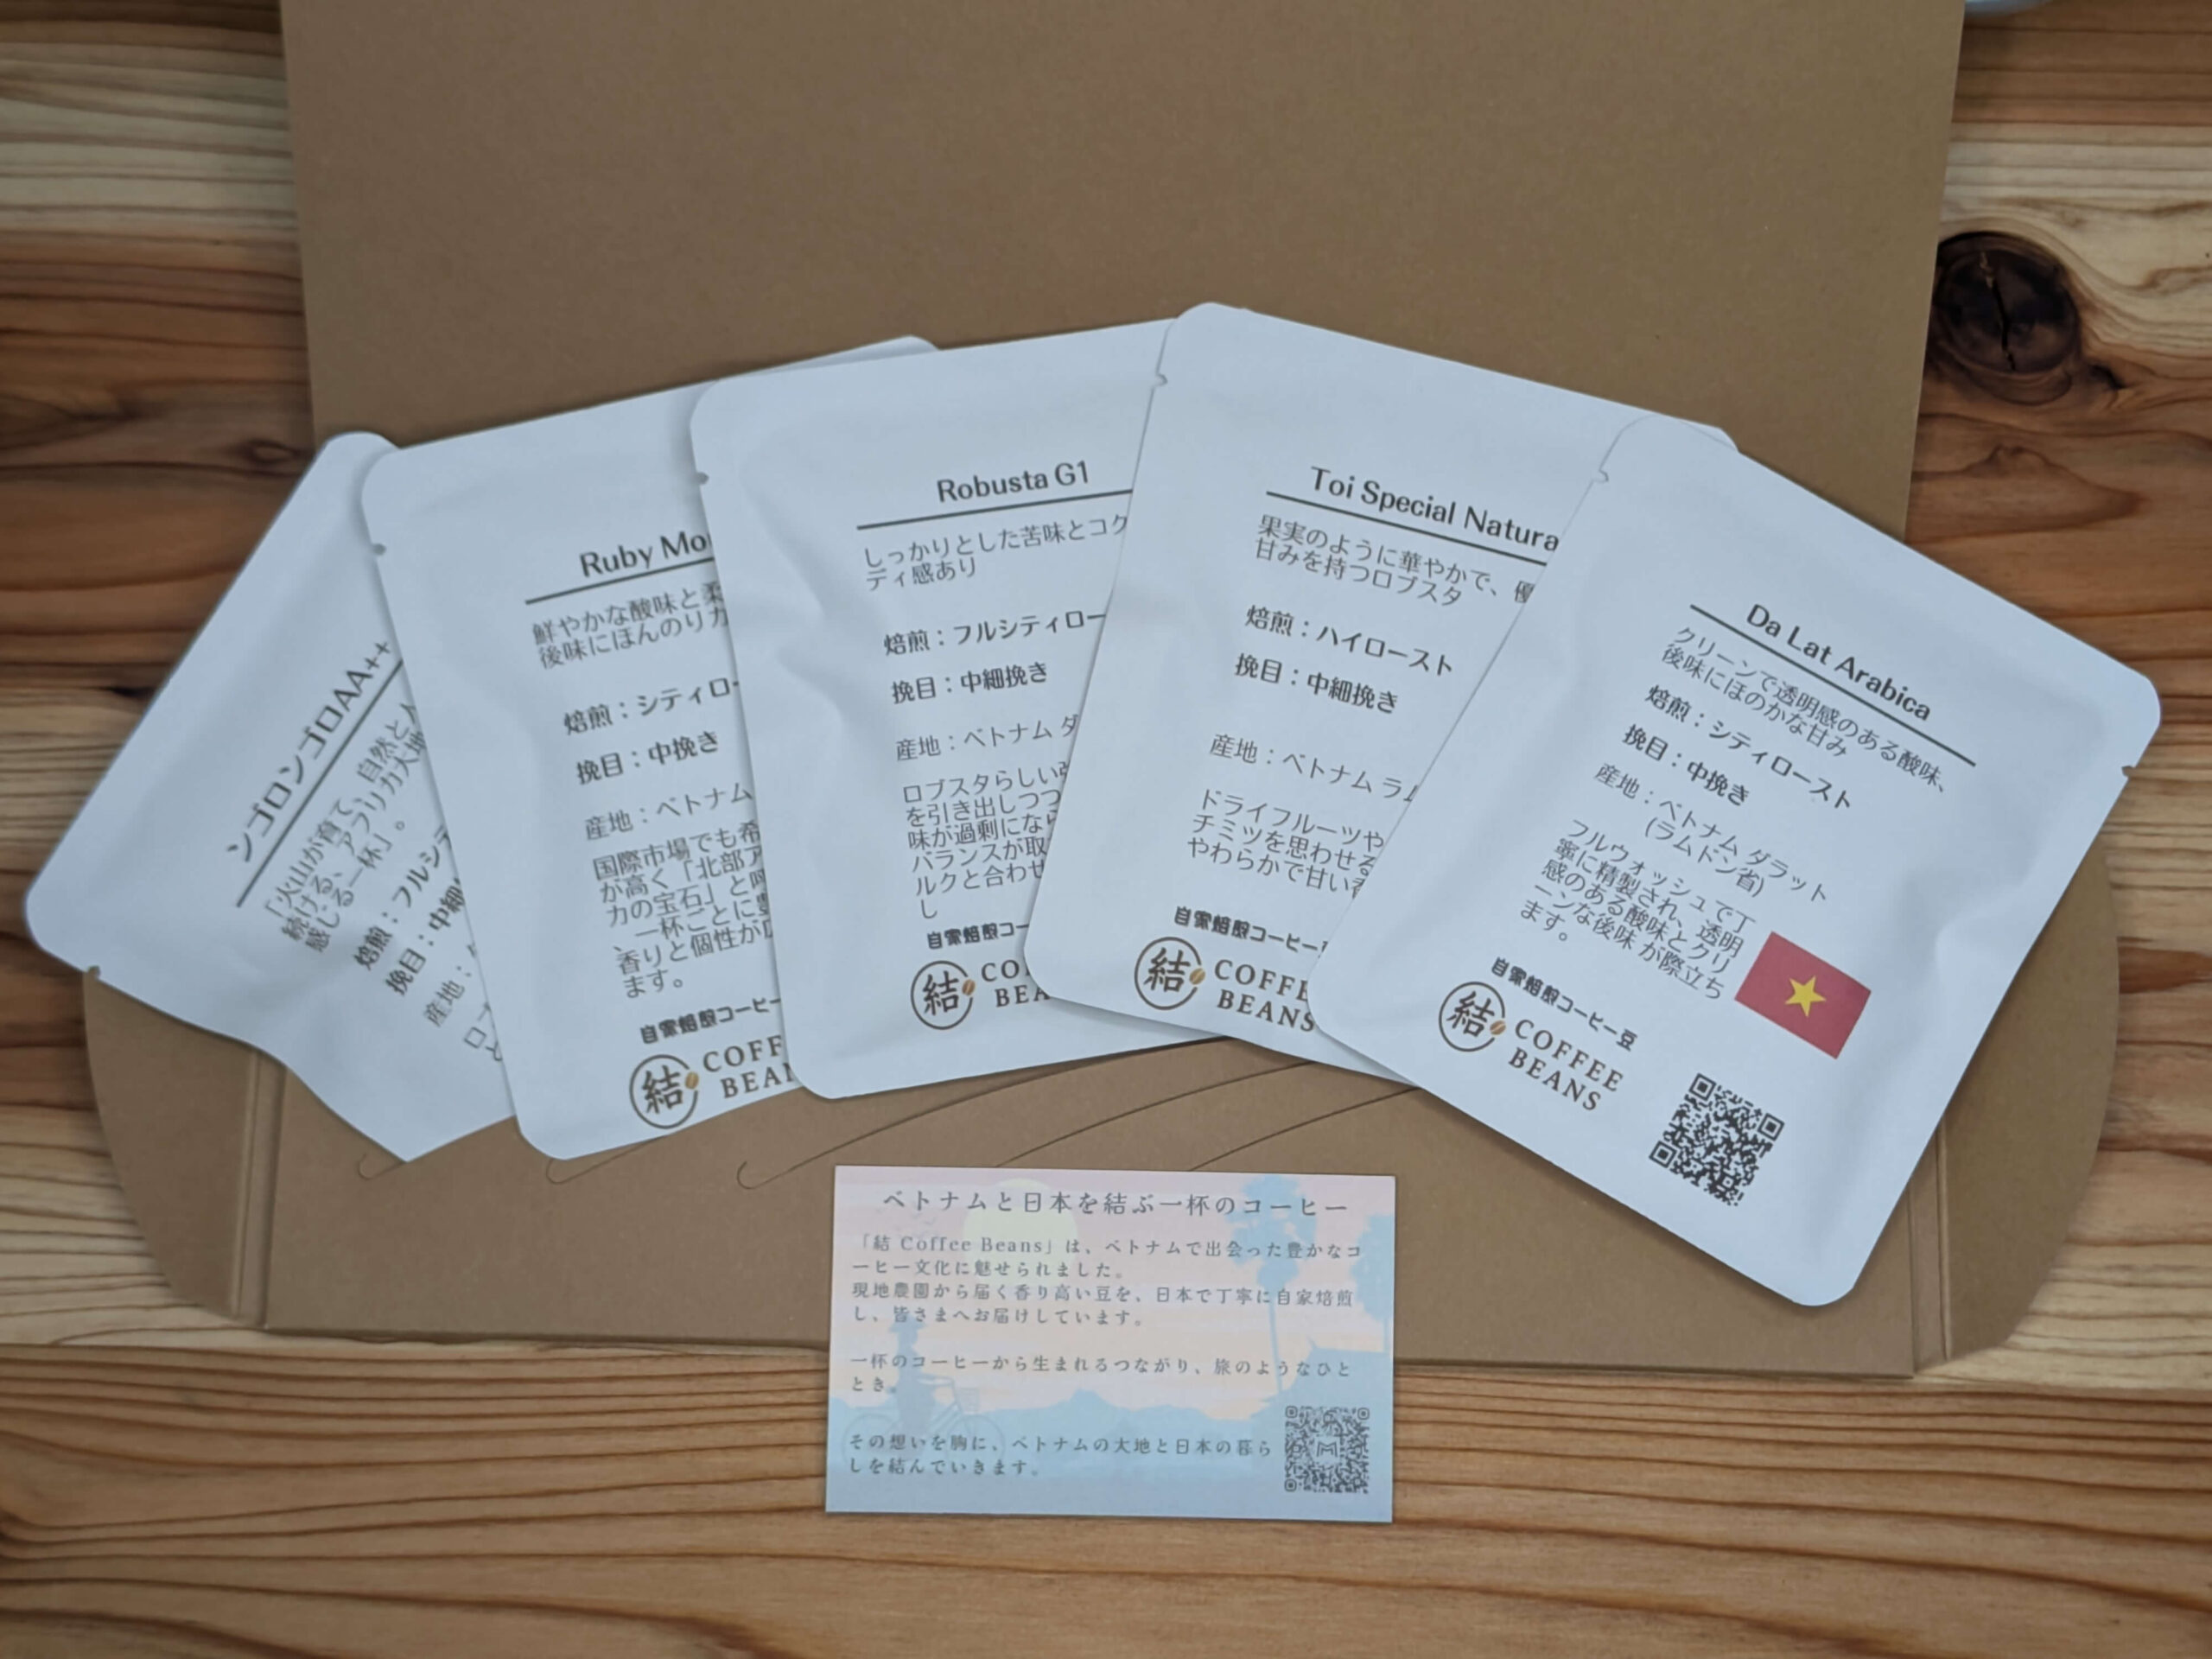 ンゴロンゴロAA++
「火山が育て、自然と
続ける、アフリカ大地
感じる一杯」。
焙煎：フルシ
挽目：中細
産地：
Ruby Mo
鮮やかな酸味と柔
後味にほんのりカ
焙煎：シティロー
挽目：中挽き
産地：ベトナム
国際市場でも希
が高く「北部ア
カの宝石」と呼
、一杯ごとに豊
香りと個性が広
ます。
自家焙煎コーヒー
結 COFF
BEAN
Robusta G1
しっかりとした苦味とコク
ディ感あり
焙煎：フルシティロー
挽目：中細挽き
産地：ベトナム ダ
ロブスタらしい
を引き出しつつ
味が過剰になら
バランスが取
ルクと合わせ
し
自家焙煎コー
結 CO
BEA
Toi Special Natura
果実のように華やかで、優
甘みを持つロブスタ
焙煎：ハイロースト
挽目：中細挽き
産地：ベトナム ラム
ドライフルーツや
チミツを思わせる
やわらかで甘い香
自家焙煎コーヒー
結 COFFE
BEANS
Da Lat Arabica
クリーンで透明感のある酸味、
後味にほのかな甘み
焙煎：シティロースト
挽目：中挽き
産地：ベトナム ダラット
(ラムドン省)
フルウォッシュで丁
寧に精製され、透明
感のある酸味とクリ
ーンな後味が際立ち
ます。
自家焙煎コーヒー豆
結 COFFEE
BEANS
ベトナムと日本を結ぶ一杯のコーヒー
「結 Coffee Beans」は、ベトナムで出会った豊かなコ
ーヒー文化に魅せられました。
現地農園から届く香り高い豆を、日本で丁寧に自家焙煎
し、皆さまへお届けしています。
一杯のコーヒーから生まれるつながり、旅のようなひと
とき。
その想いを胸に、ベトナムの大地と日本の暮ら
しを結んでいきます。